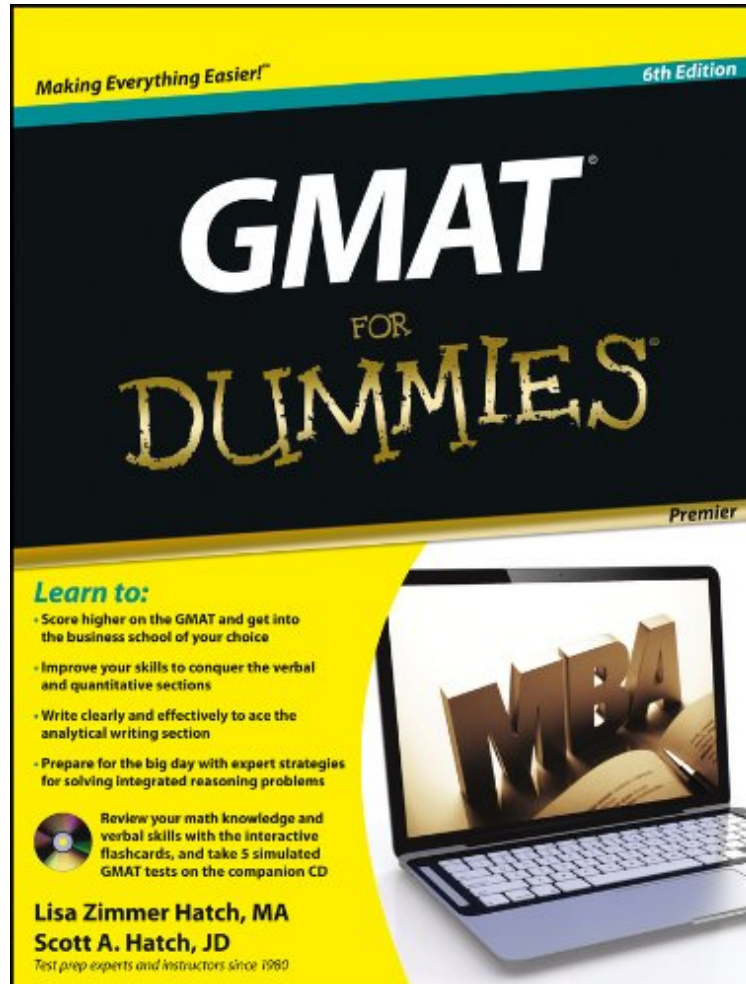 Making Everything Easier!™
6th Edition
GMAT®
FOR
DUMMIES®
Premier
Learn to:
• Score higher on the GMAT and get into
the business school of your choice
• Improve your skills to conquer the verbal
and quantitative sections
• Write clearly and effectively to ace the
analytical writing section
• Prepare for the big day with expert strategies
for solving integrated reasoning problems
Review your math knowledge and
verbal skills with the interactive
flashcards, and take 5 simulated
GMAT tests on the companion CD
Lisa Zimmer Hatch, MA
Scott A. Hatch, JD
Test prep experts and instructors since 1980
MBA